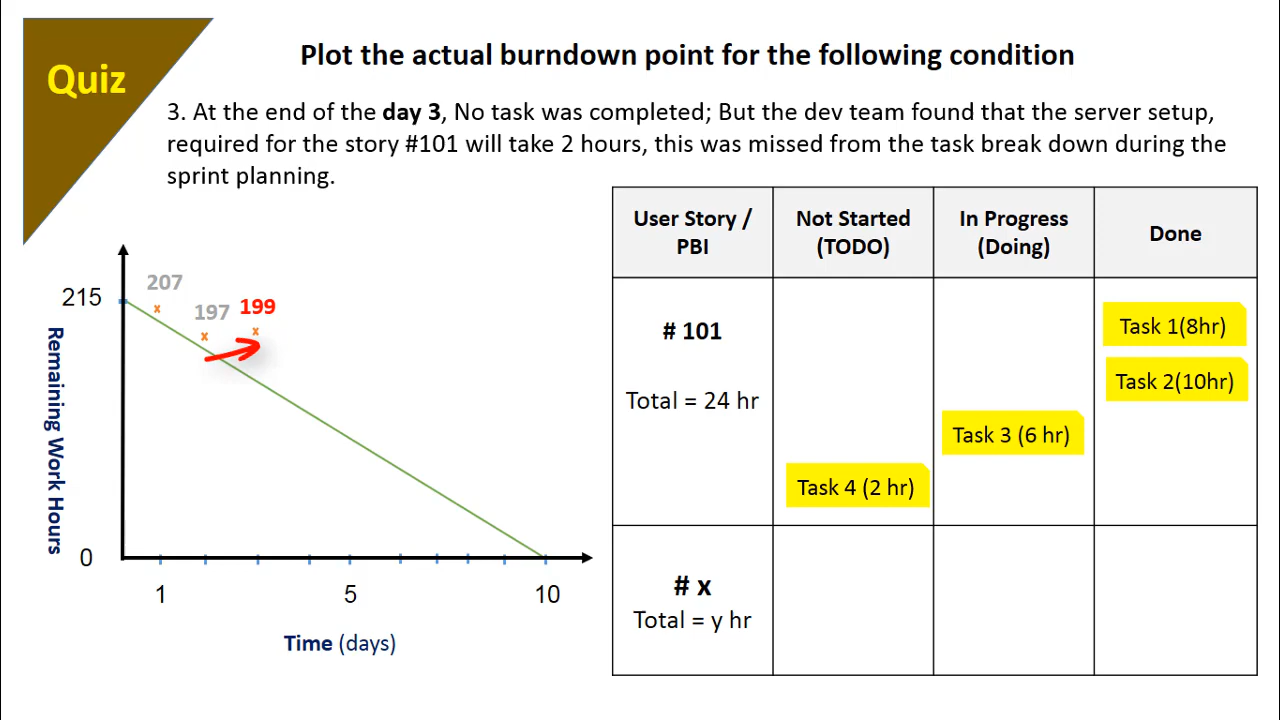 Quiz
Plot the actual burndown point for the following condition
3. At the end of the day 3, No task was completed; But the dev team found that the server setup,
required for the story #101 will take 2 hours, this was missed from the task break down during the
sprint planning.
User Story /
PBI
Not Started
(TODO)
In Progress
(Doing)
Done
# 101
Total = 24 hr
Task 1(8hr)
Task 2(10hr)
Task 3 (6 hr)
Task 4 (2 hr)
# x
Total = y hr
215
207
197
199
x
x
x
Remaining Work Hours
0
1
5
10
Time (days)